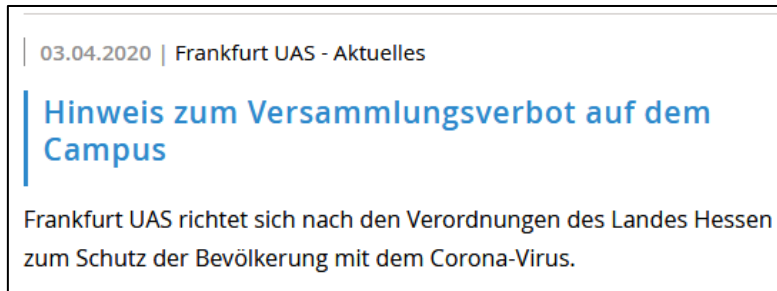 03.04.2020 | Frankfurt UAS - Aktuelles
Hinweis zum Versammlungsverbot auf dem
Campus
Frankfurt UAS richtet sich nach den Verordnungen des Landes Hessen
zum Schutz der Bevölkerung mit dem Corona-Virus.